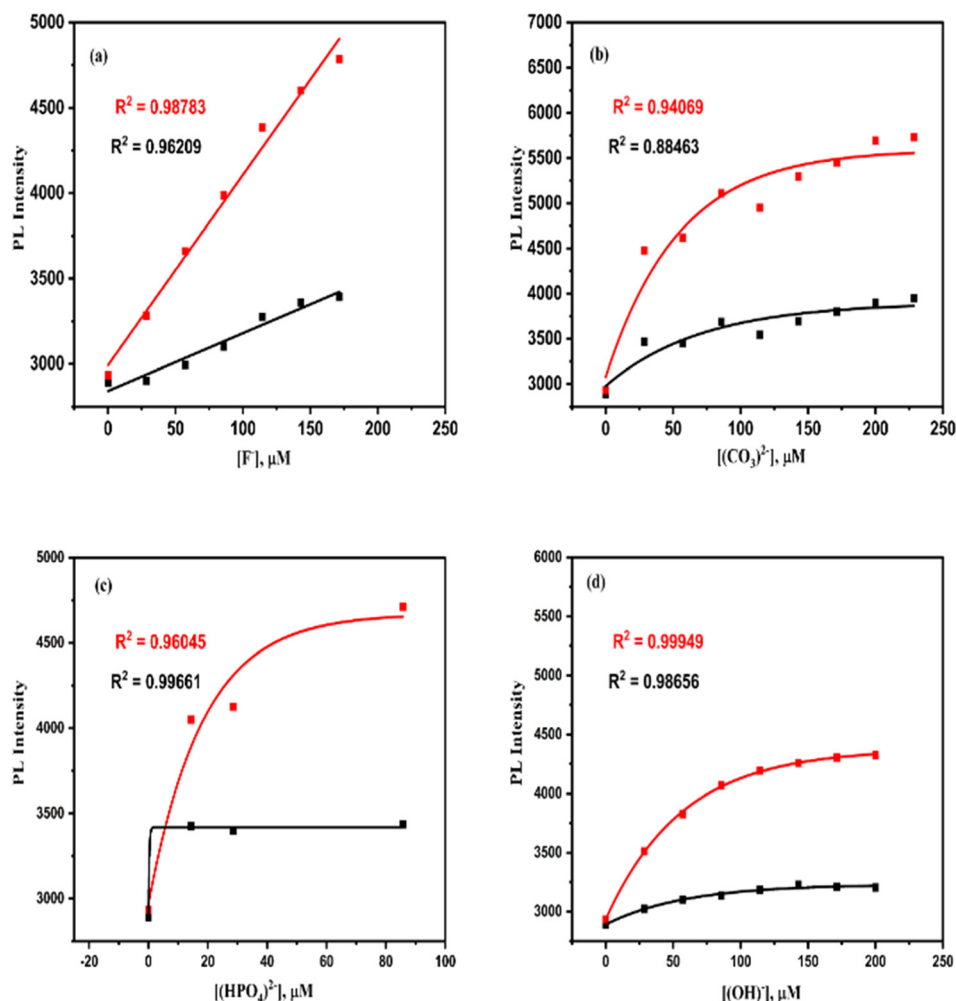 (a)
R² = 0.98783
R² = 0.96209
PL Intensity
5000
4500
4000
3500
3000
0 50 100 150 200 250
[F⁻], µM
(b)
R² = 0.94069
R² = 0.88463
PL Intensity
7000
6500
6000
5500
5000
4500
4000
3500
3000
0 50 100 150 200 250
[(CO₃)²⁻], µM
(c)
R² = 0.96045
R² = 0.99661
PL Intensity
5000
4500
4000
3500
3000
-20 0 20 40 60 80 100
[(HPO₄)²⁻], µM
(d)
R² = 0.99949
R² = 0.98656
PL Intensity
6000
5500
5000
4500
4000
3500
3000
0 50 100 150 200 250
[(OH)⁻], µM